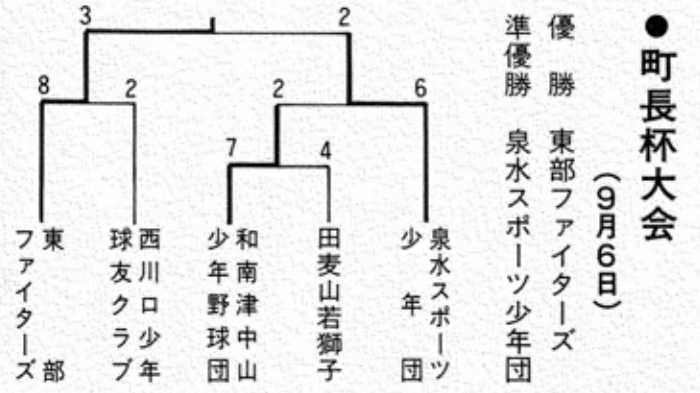 ●町長杯大会
(9月6日)
優勝 東部ファイターズ
準優勝 泉水スポーツ少年団
3 2
8 2 2 6
7 4
泉水スポーツ
少年団
田麦山若獅子
和南津中山
少年野球団
西川口少年
球友クラブ
東部
ファイターズ